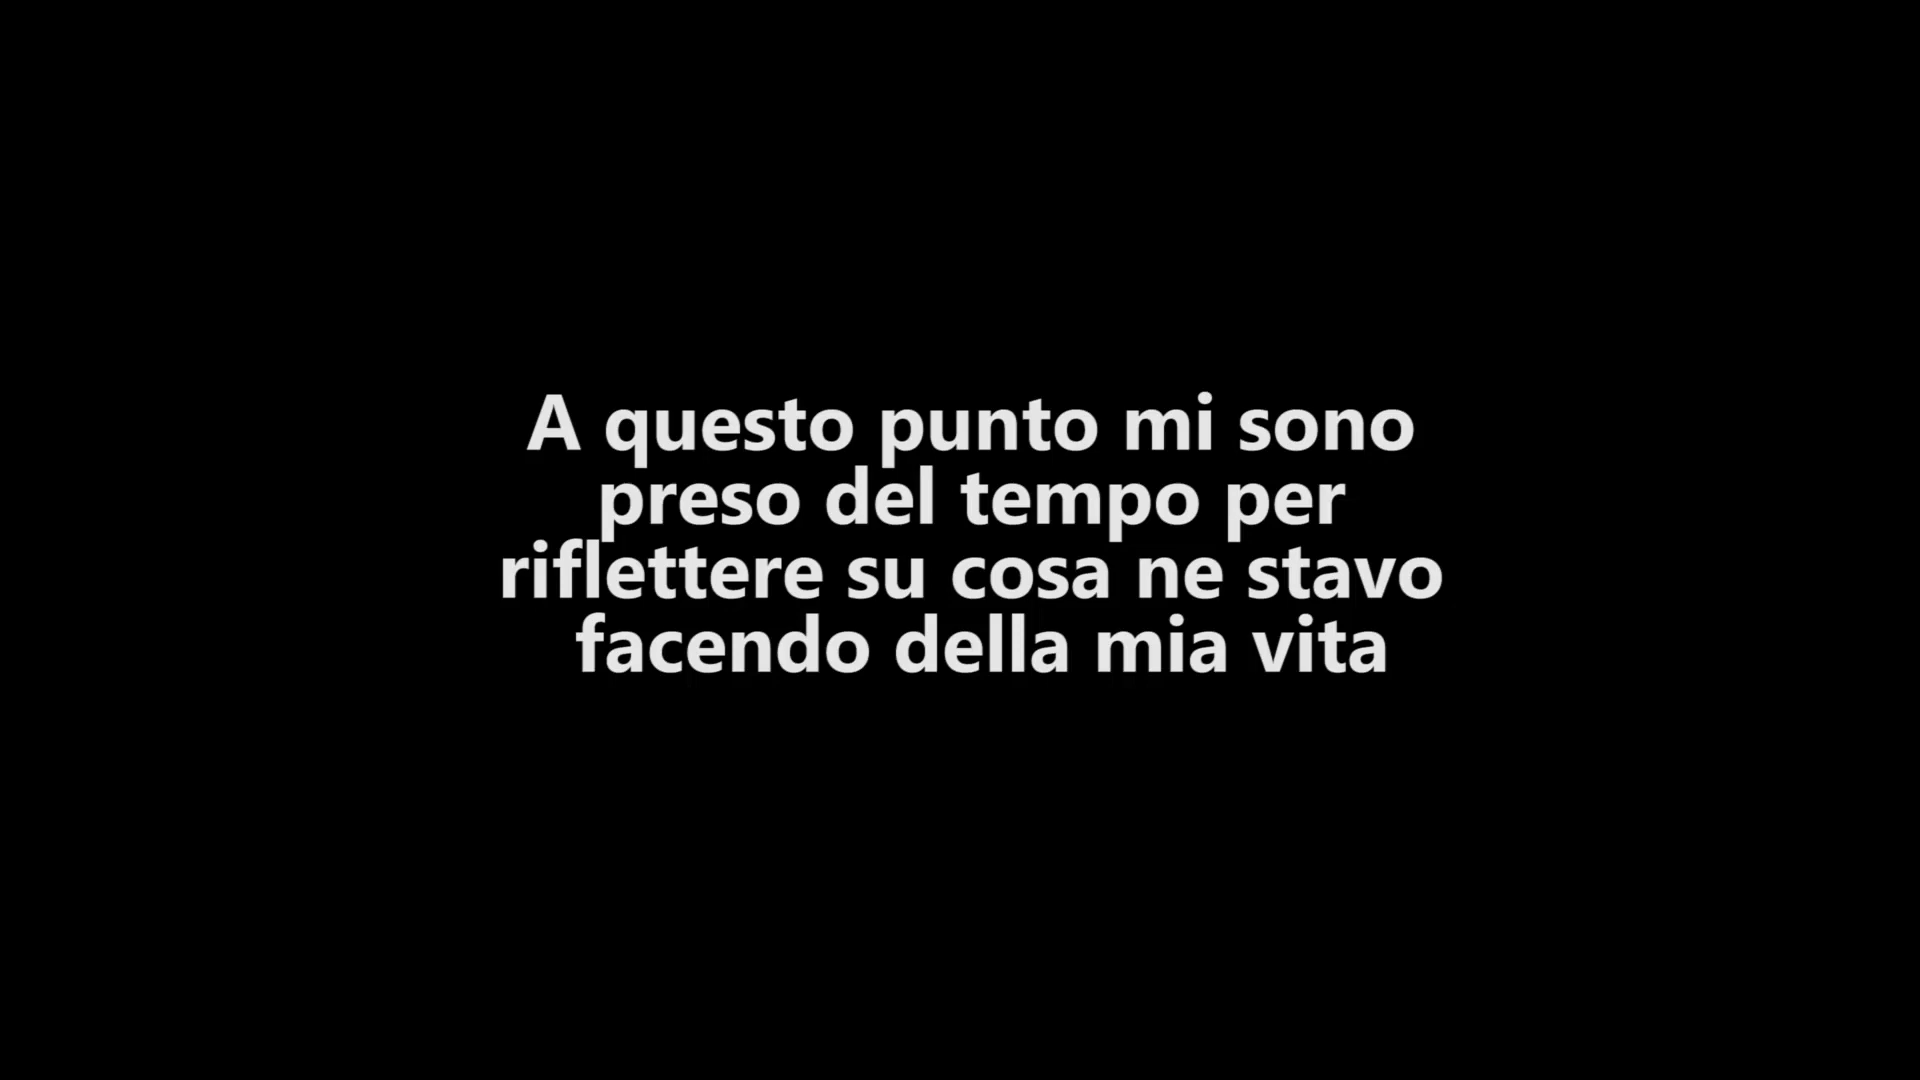 A questo punto mi sono
preso del tempo per
riflettere su cosa ne stavo
facendo della mia vita